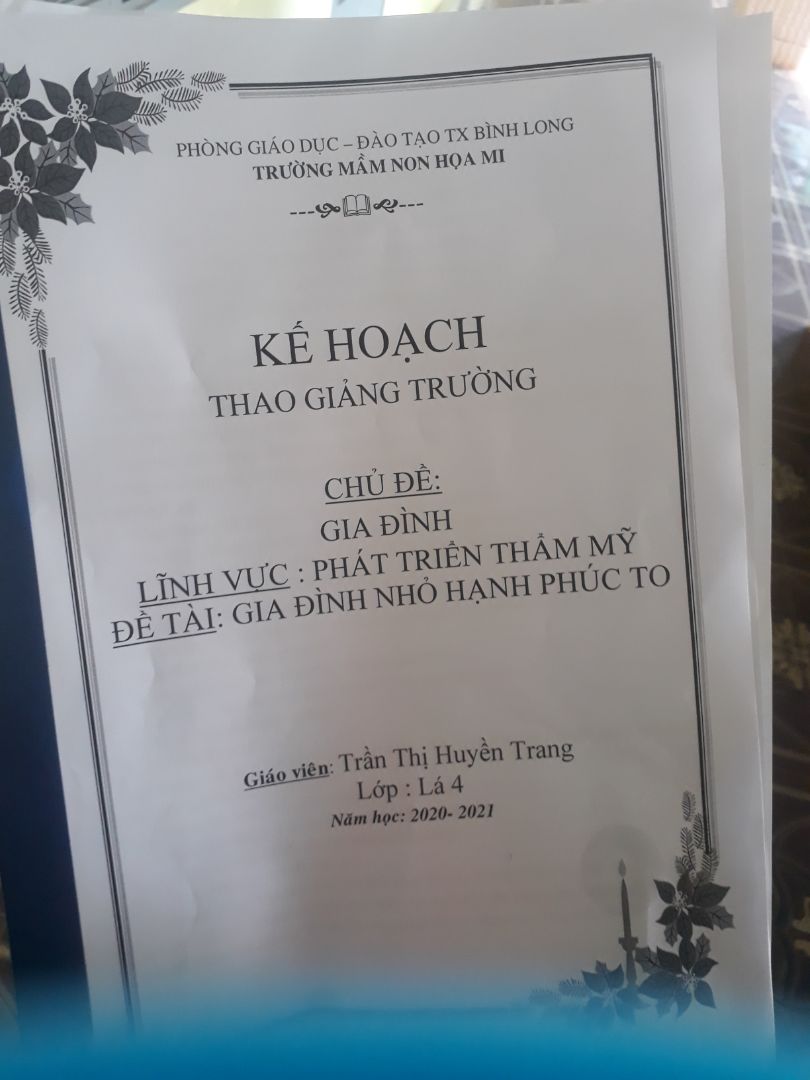 PHÒNG GIÁO DỤC – ĐÀO TẠO TX BÌNH LONG
TRƯỜNG MẦM NON HỌA MI
KẾ HOẠCH
THAO GIẢNG TRƯỜNG
CHỦ ĐỀ:
GIA ĐÌNH
LĨNH VỰC : PHÁT TRIỂN THẨM MỸ
ĐỀ TÀI: GIA ĐÌNH NHỎ HẠNH PHÚC TO
Giáo viên: Trần Thị Huyền Trang
Lớp : Lá 4
Năm học: 2020- 2021